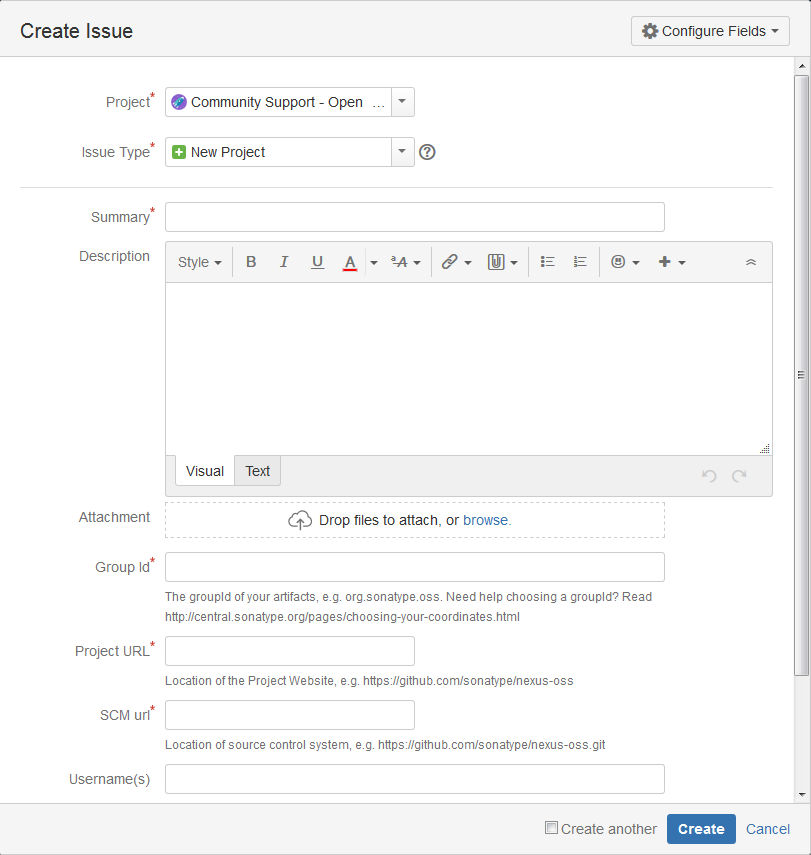 Create Issue
Configure Fields
Project*
Community Support - Open ...
Issue Type*
New Project
Summary*
Description
Style
B I U A ªA
Visual Text
Attachment
Drop files to attach, or browse.
Group Id*
The groupId of your artifacts, e.g. org.sonatype.oss. Need help choosing a groupId? Read
http://central.sonatype.org/pages/choosing-your-coordinates.html
Project URL*
Location of the Project Website, e.g. https://github.com/sonatype/nexus-oss
SCM url*
Location of source control system, e.g. https://github.com/sonatype/nexus-oss.git
Username(s)
Create another Create Cancel